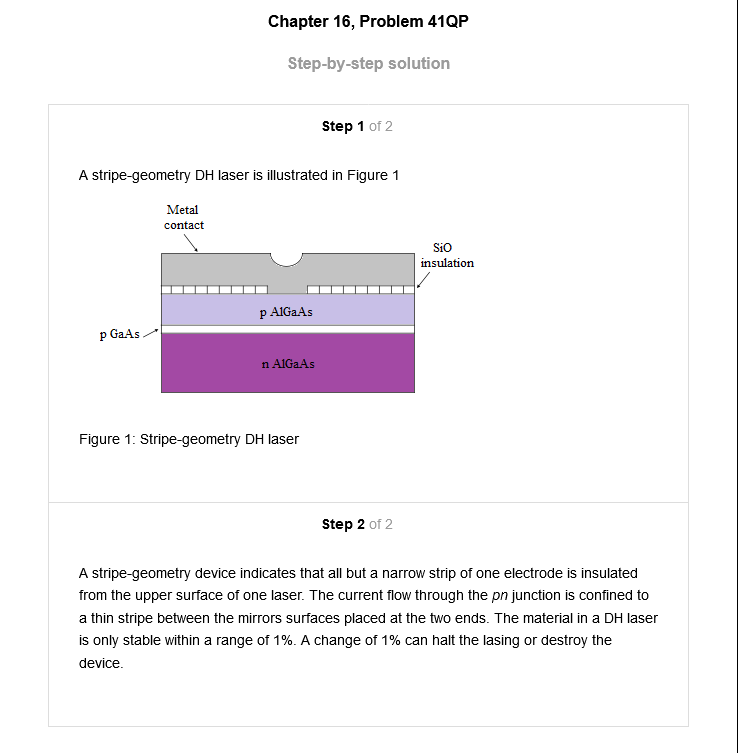 Chapter 16, Problem 41QP
Step-by-step solution
Step 1 of 2
A stripe-geometry DH laser is illustrated in Figure 1
Metal
contact
SiO
insulation
p AlGaAs
p GaAs
n AlGaAs
Figure 1: Stripe-geometry DH laser
Step 2 of 2
A stripe-geometry device indicates that all but a narrow strip of one electrode is insulated
from the upper surface of one laser. The current flow through the pn junction is confined to
a thin stripe between the mirrors surfaces placed at the two ends. The material in a DH laser
is only stable within a range of 1%. A change of 1% can halt the lasing or destroy the
device.